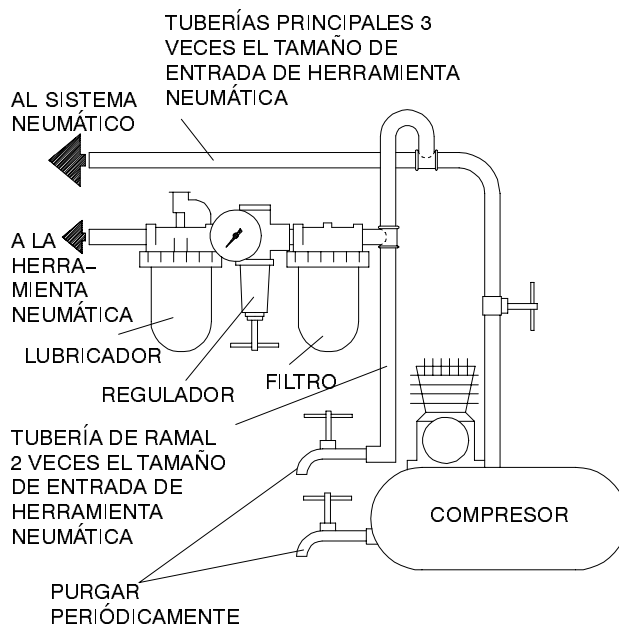 TUBERÍAS PRINCIPALES 3
VECES EL TAMAÑO DE
ENTRADA DE HERRAMIENTA
NEUMÁTICA
AL SISTEMA
NEUMÁTICO
A LA
HERRA–
MIENTA
NEUMÁTICA
LUBRICADOR
REGULADOR
FILTRO
TUBERÍA DE RAMAL
2 VECES EL TAMAÑO
DE ENTRADA DE
HERRAMIENTA
NEUMÁTICA
COMPRESOR
PURGAR
PERIÓDICAMENTE